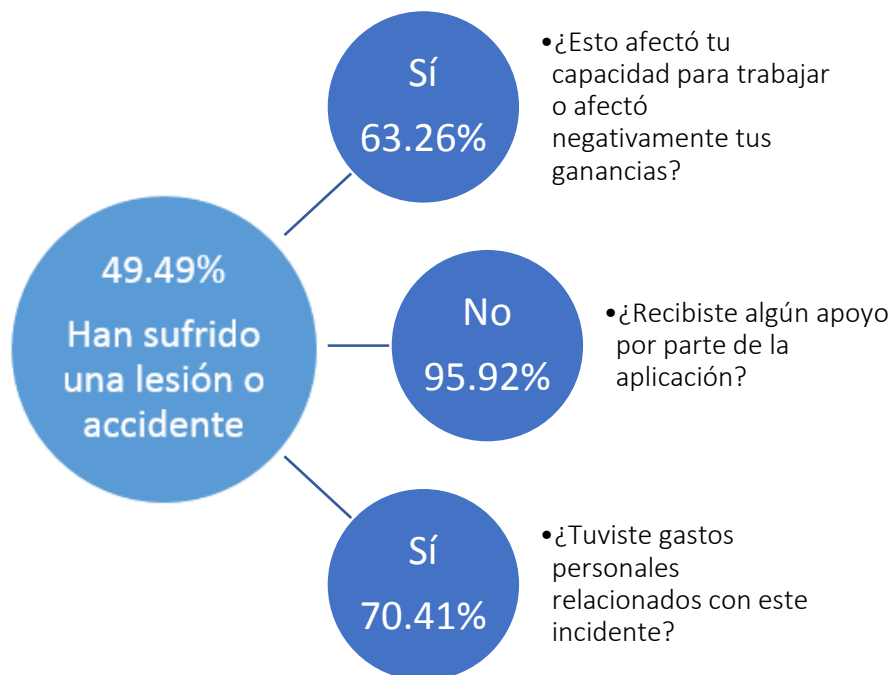 49.49%
Han sufrido
una lesión o
accidente
Sí
63.26%
•¿Esto afectó tu
capacidad para trabajar
o afectó
negativamente tus
ganancias?
No
95.92%
•¿Recibiste algún apoyo
por parte de la
aplicación?
Sí
70.41%
•¿Tuviste gastos
personales
relacionados con este
incidente?